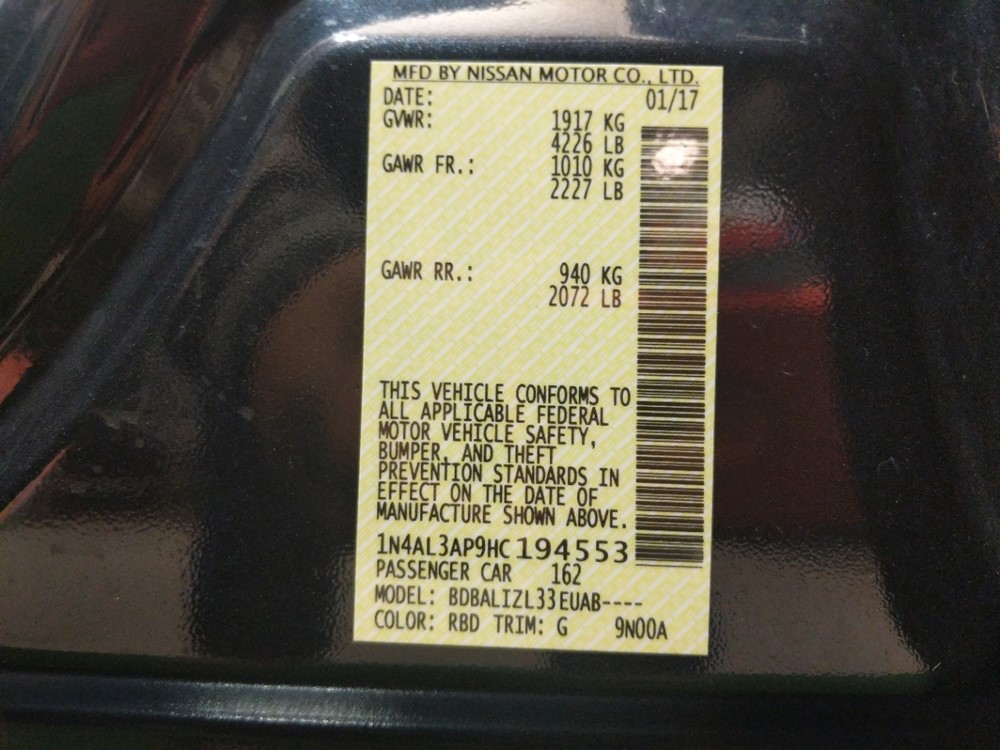 MFD BY NISSAN MOTOR CO., LTD.
DATE: 01/17
GVWR: 1917 KG
4226 LB
GAWR FR.: 1010 KG
2227 LB
GAWR RR.: 940 KG
2072 LB
THIS VEHICLE CONFORMS TO
ALL APPLICABLE FEDERAL
MOTOR VEHICLE SAFETY,
BUMPER, AND THEFT
PREVENTION STANDARDS IN
EFFECT ON THE DATE OF
MANUFACTURE SHOWN ABOVE.
1N4AL3AP9HC194553
PASSENGER CAR 162
MODEL: BDBALIZL33EUAB----
COLOR: RBD TRIM: G 9N00A